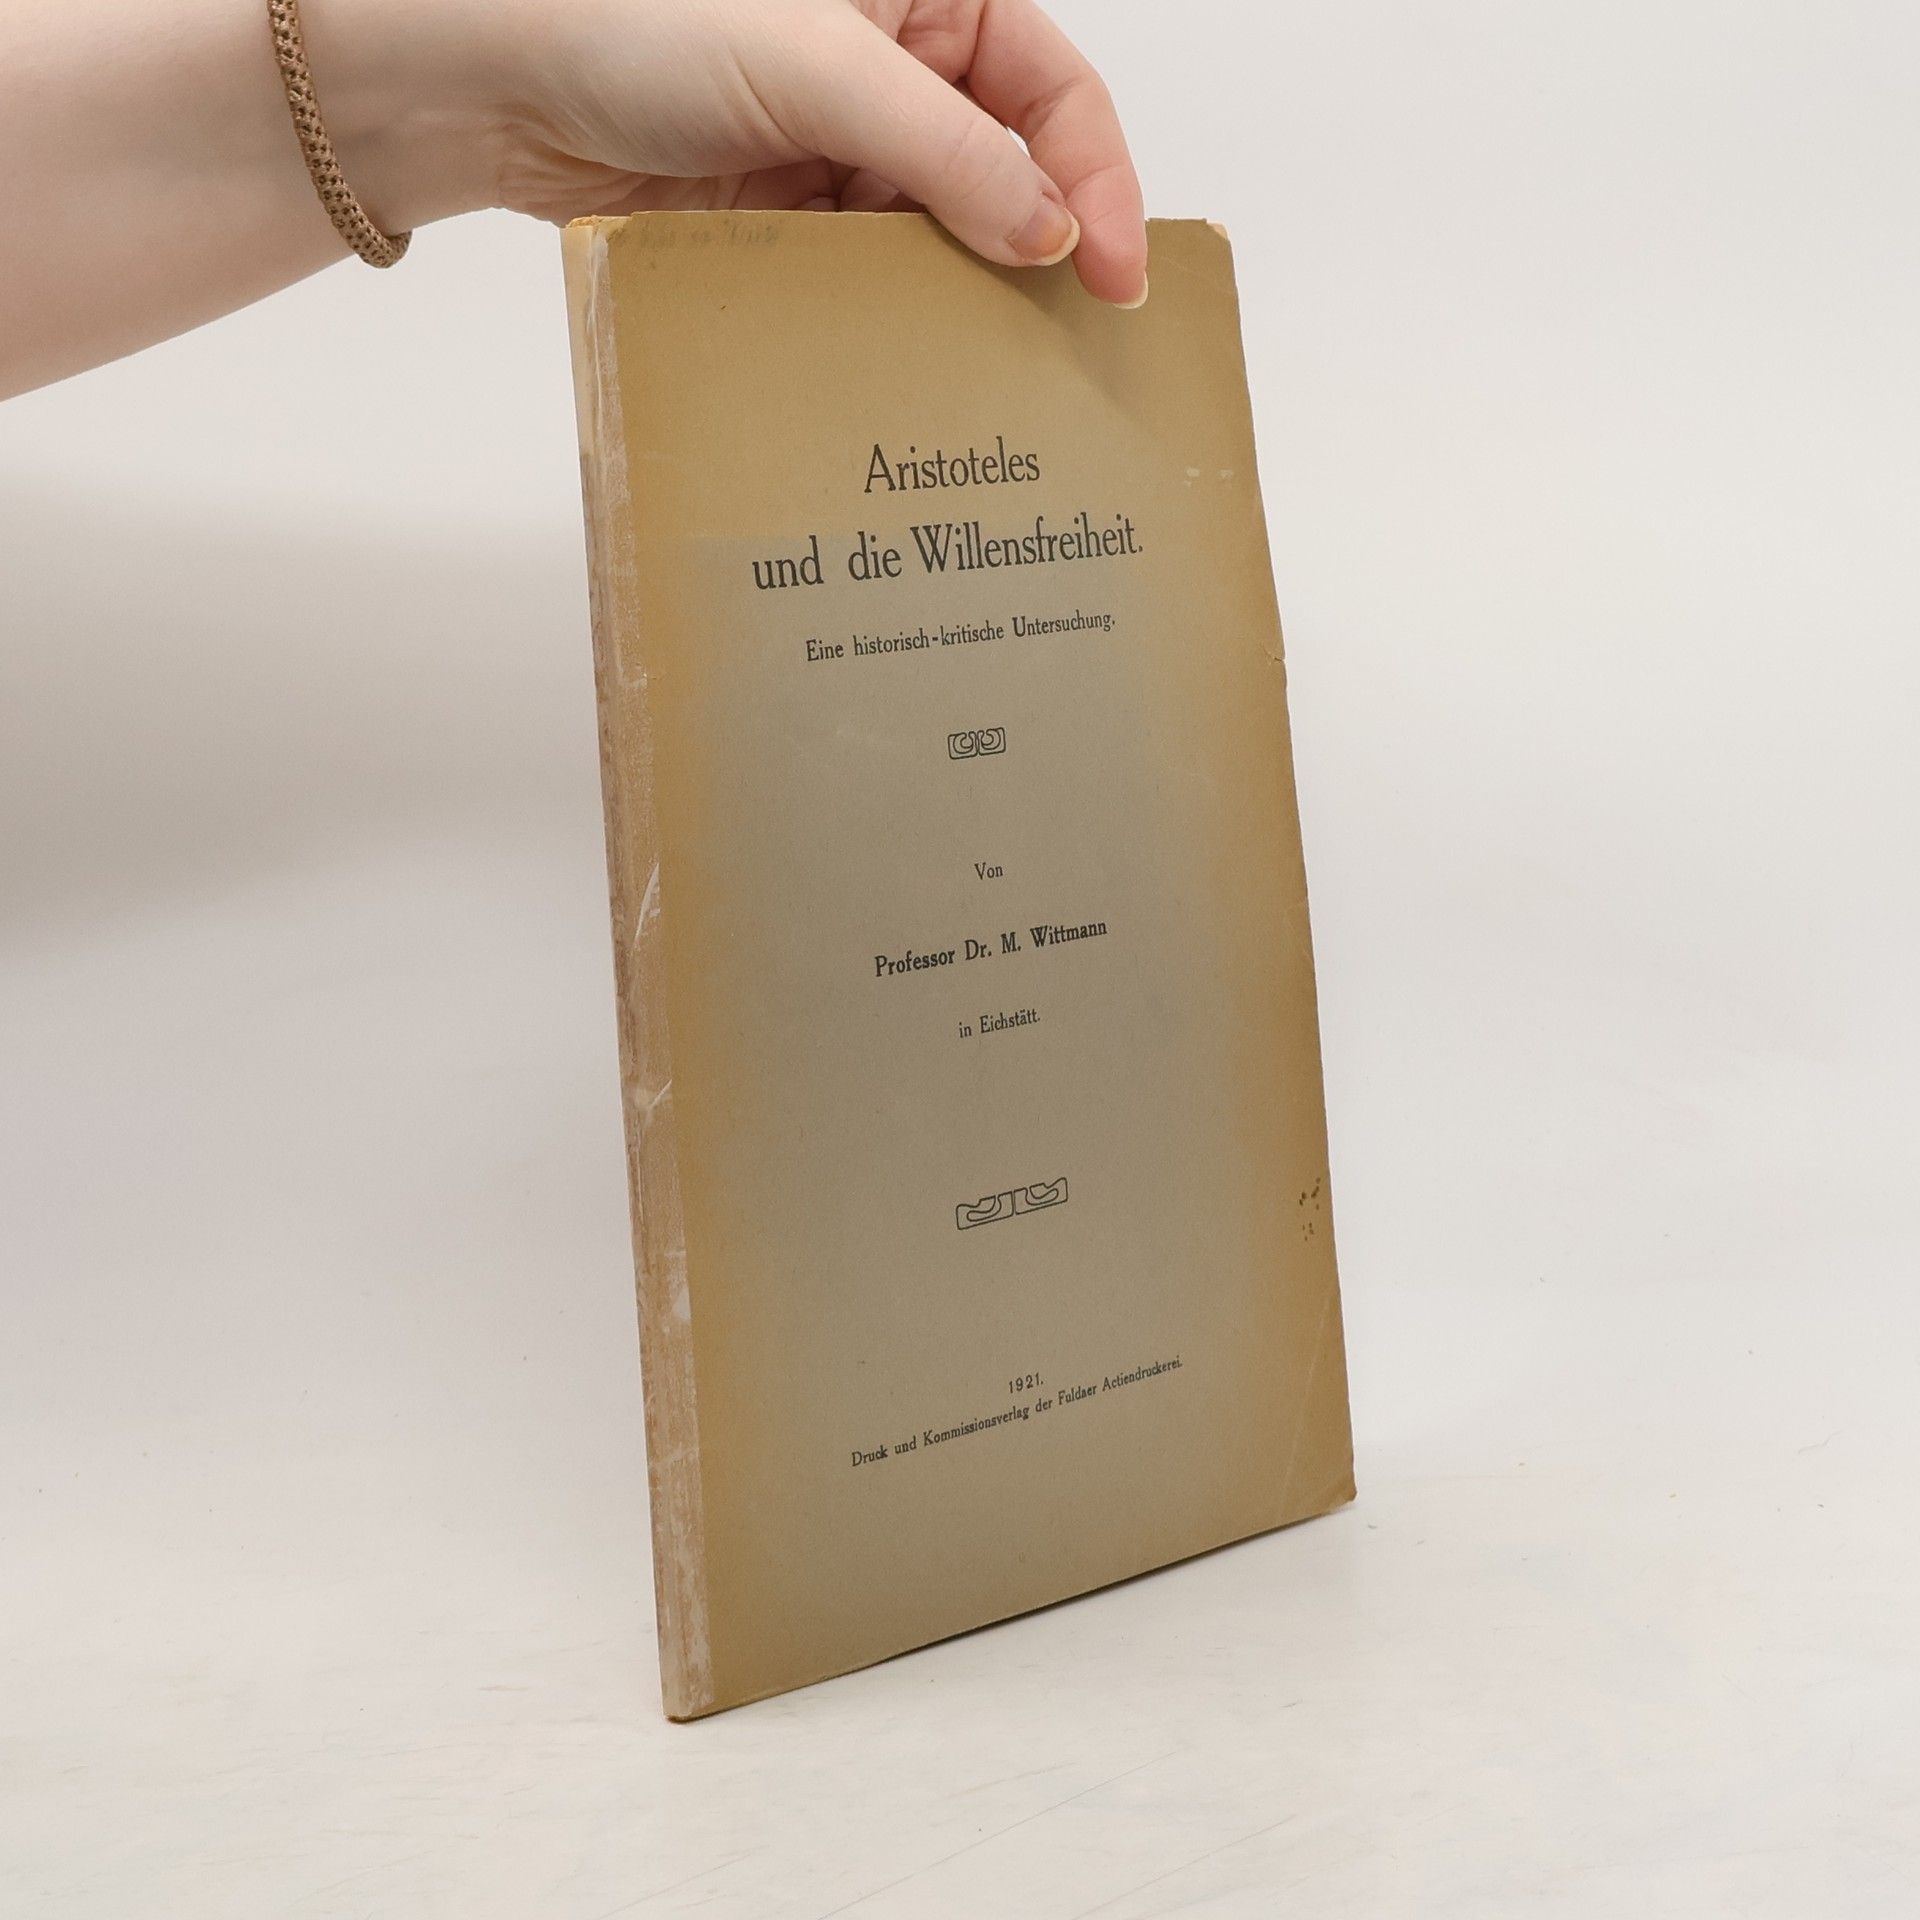 Aristoteles
und die Willensfreiheit.
Eine historisch-kritische Untersuchung.
Von
Professor Dr. M. Wittmann
in Eichstätt.
1921.
Druck und Kommissionsverlag der Fuldaer Actiendruckerei.